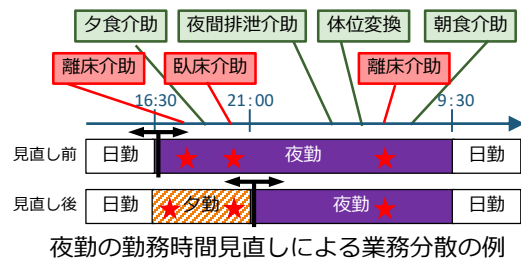 夕食介助 夜間排泄介助 体位変換 朝食介助
離床介助 臥床介助 離床介助
16:30 21:00 9:30
見直し前 日勤 夜勤 日勤
見直し後 日勤 夕勤 夜勤 日勤
夜勤の勤務時間見直しによる業務分散の例